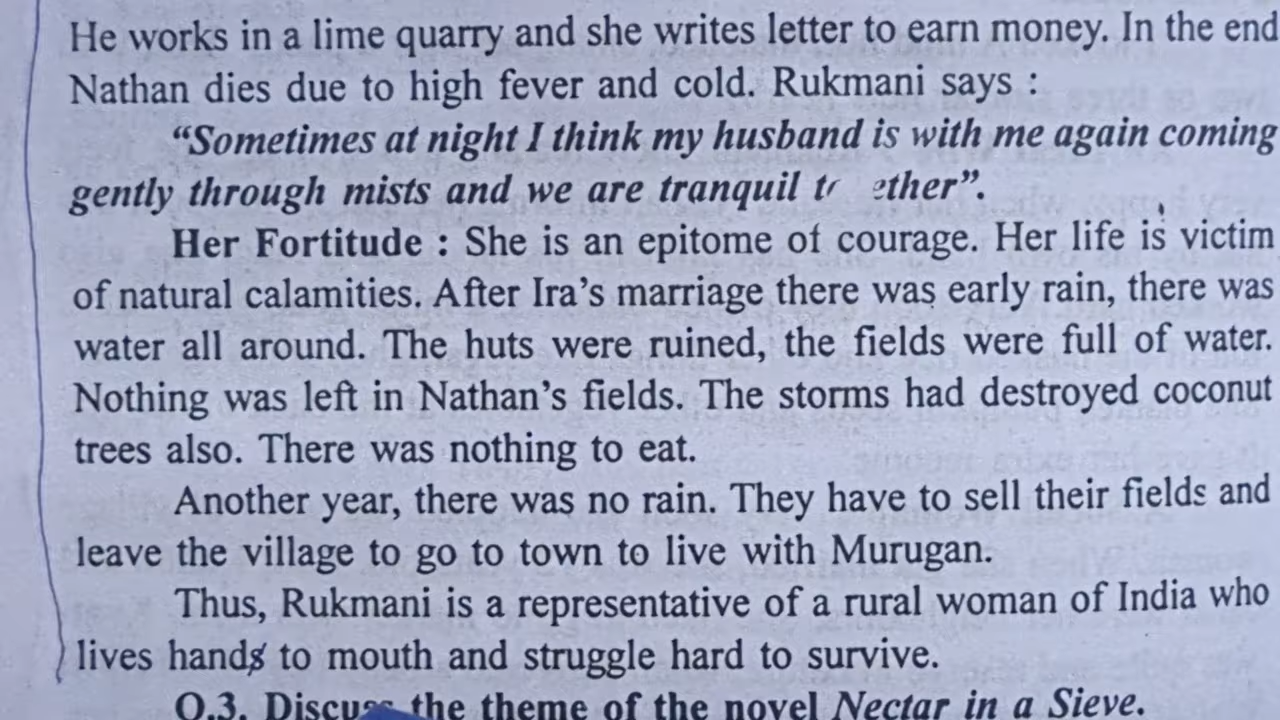 He works in a lime quarry and she writes letter to earn money. In the end
Nathan dies due to high fever and cold. Rukmani says :
“Sometimes at night I think my husband is with me again coming
gently through mists and we are tranquil t ether”.
Her Fortitude : She is an epitome of courage. Her life is victim
of natural calamities. After Ira’s marriage there was early rain, there was
water all around. The huts were ruined, the fields were full of water.
Nothing was left in Nathan’s fields. The storms had destroyed coconut
trees also. There was nothing to eat.
Another year, there was no rain. They have to sell their fields and
leave the village to go to town to live with Murugan.
Thus, Rukmani is a representative of a rural woman of India who
lives hands to mouth and struggle hard to survive.
Q.3. Discuss the theme of the novel Nectar in a Sieve.